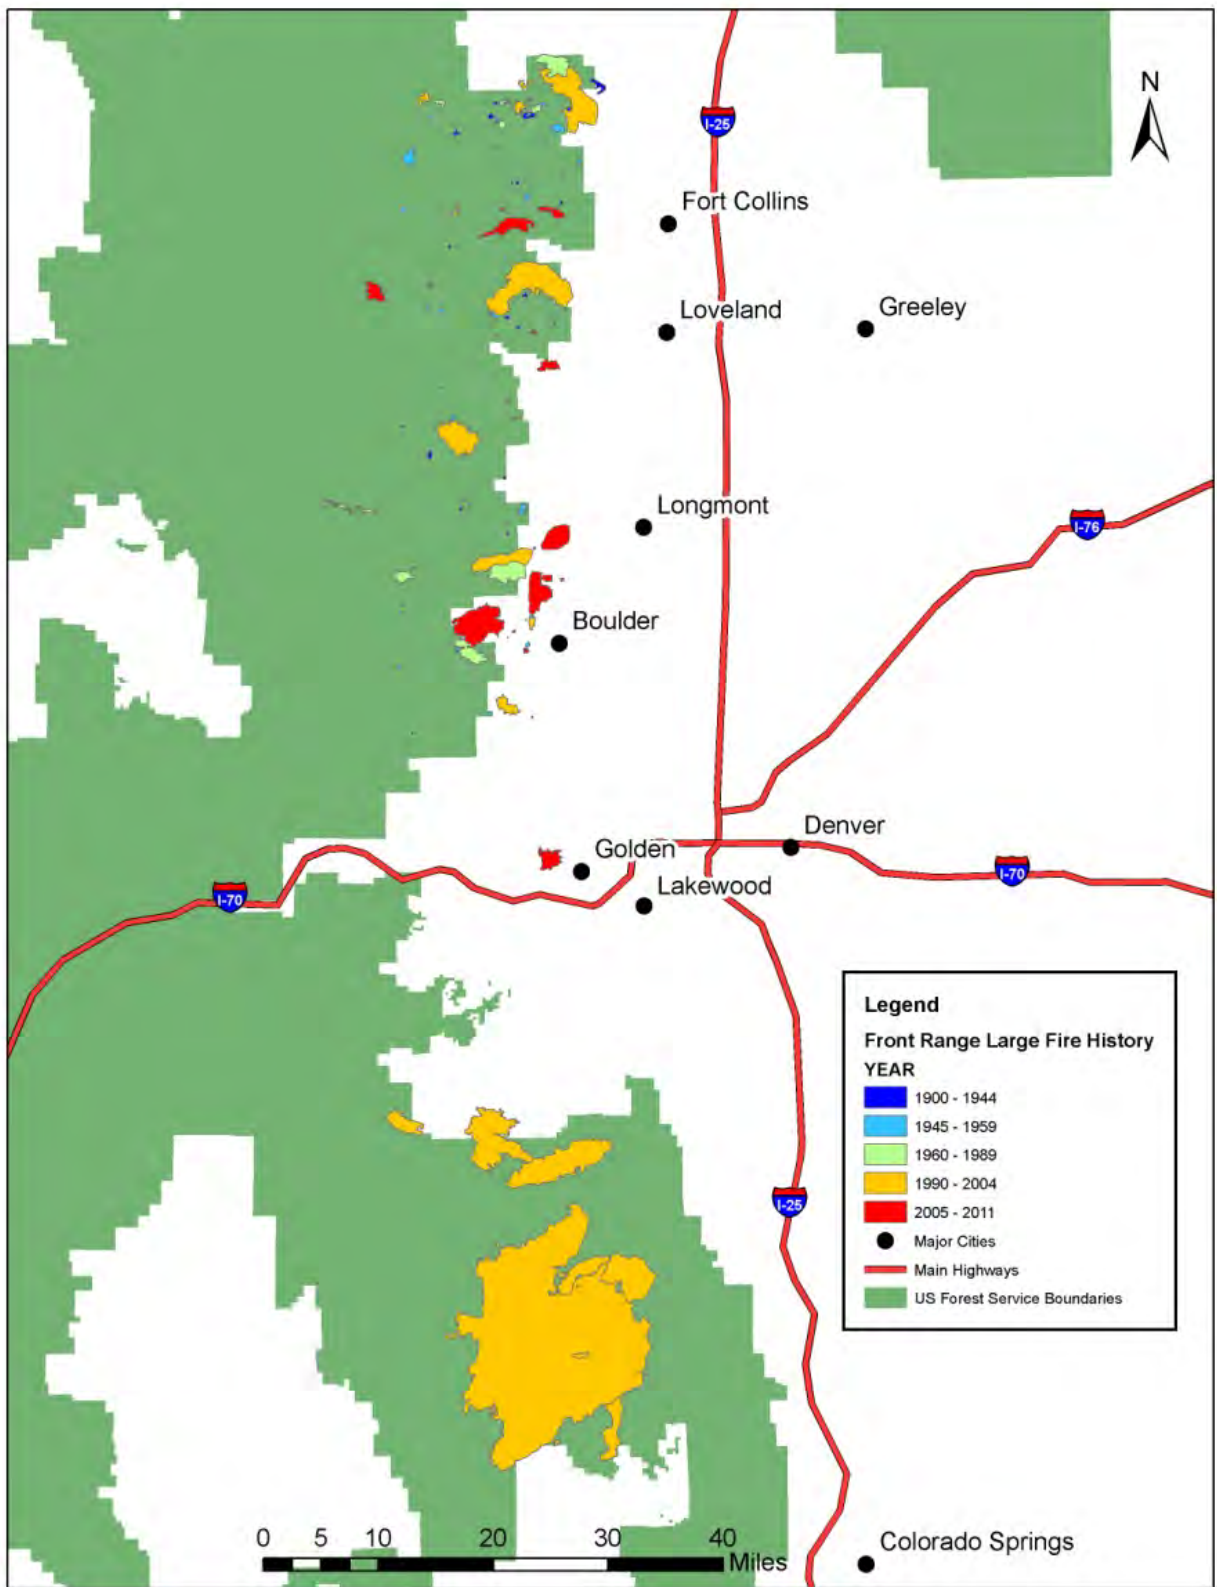 N
I-25
Fort Collins
Loveland
Greeley
Longmont
I-76
Boulder
Denver
Golden
Lakewood
I-70
I-70
Legend
Front Range Large Fire History
YEAR
1900 - 1944
1945 - 1959
1960 - 1989
1990 - 2004
2005 - 2011
Major Cities
Main Highways
US Forest Service Boundaries
I-25
0 5 10 20 30 40
Miles
Colorado Springs